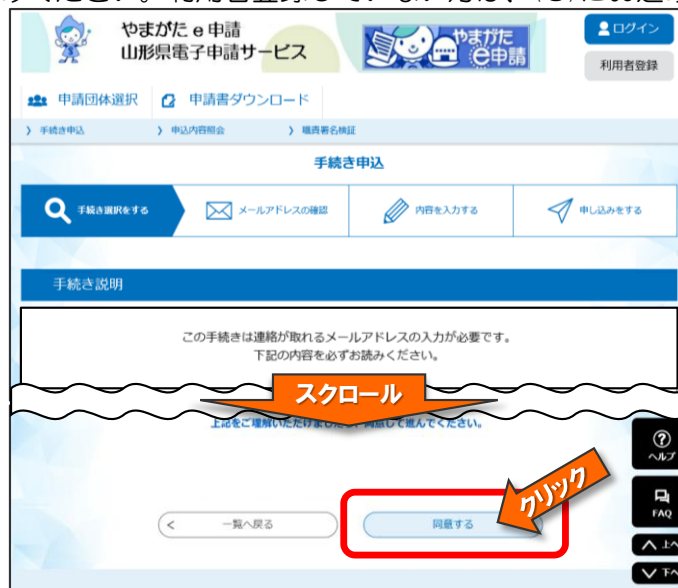 やまがた e 申請
山形県電子申請サービス
やまがた
e申請
ログイン
利用者登録
申請団体選択
申請書ダウンロード
手続き申込
申込内容照会
職責署名検証
手続き申込
手続き選択をする
メールアドレスの確認
内容を入力する
申し込みをする
手続き説明
この手続きは連絡が取れるメールアドレスの入力が必要です。
下記の内容を必ずお読みください。
スクロール
上記をご理解いただけましたら、同意して進んでください。
クリック
< 一覧へ戻る
同意する
ヘルプ
FAQ
上へ
下へ